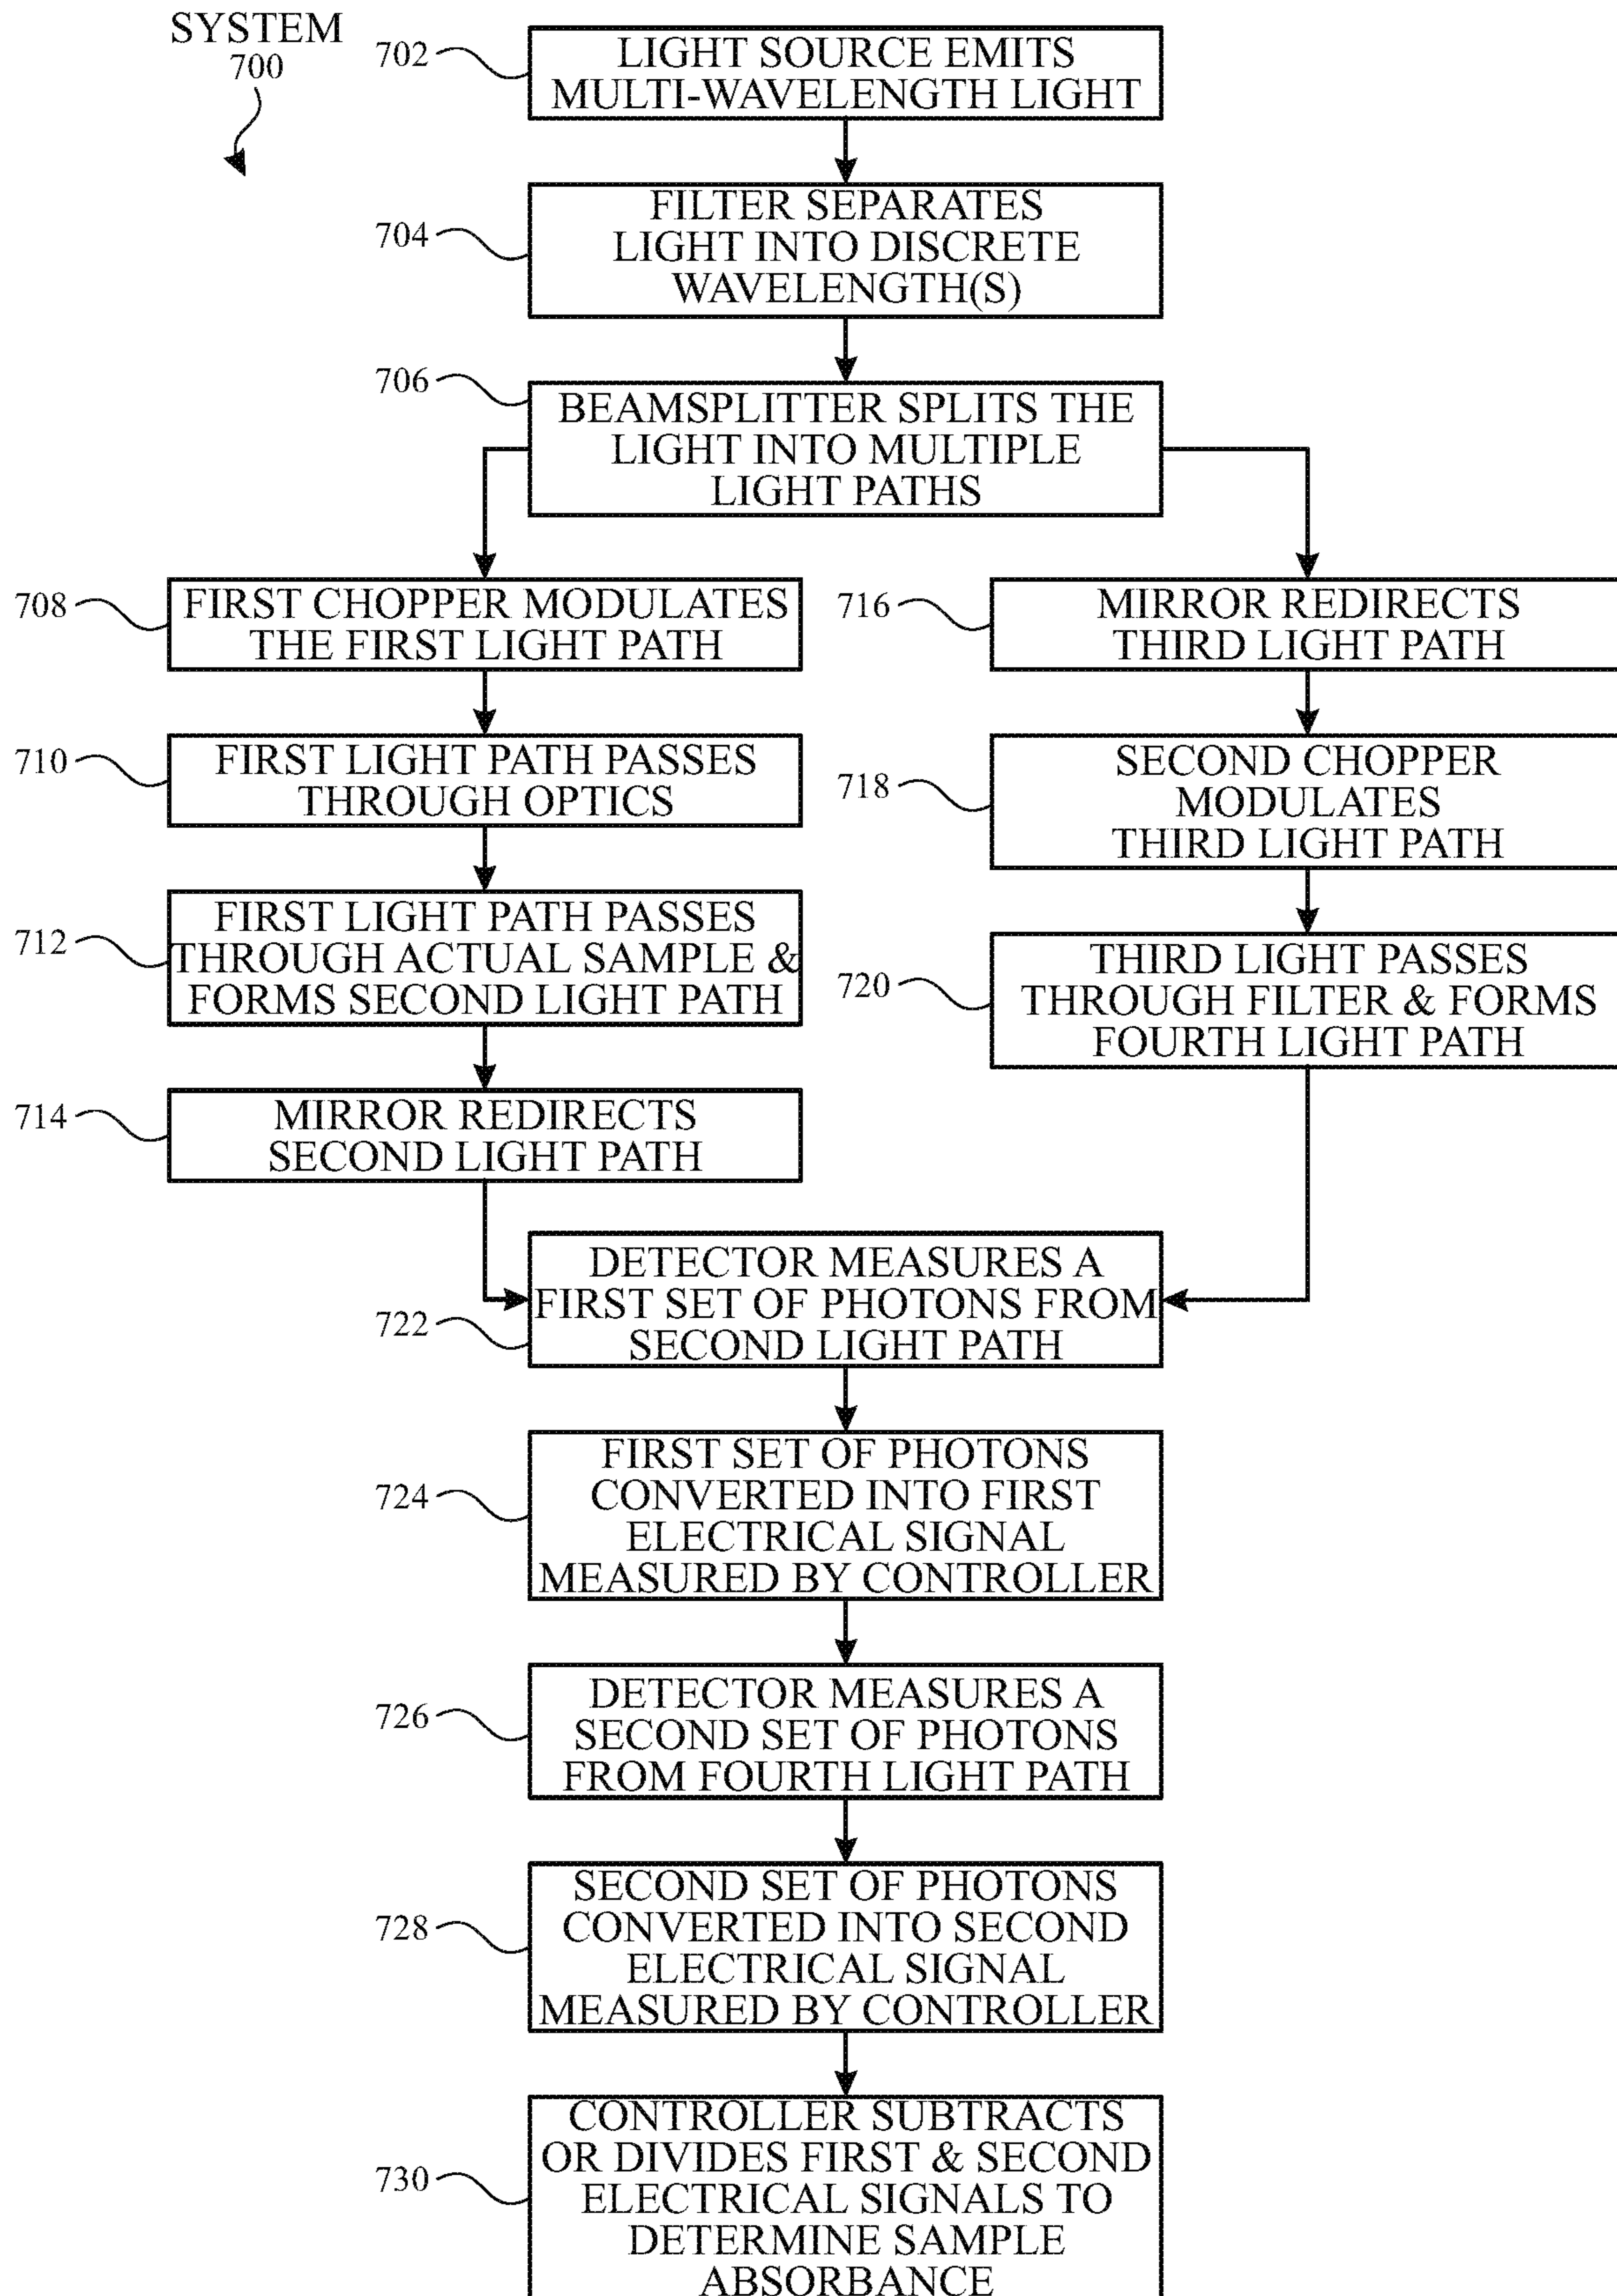 SYSTEM
700
702
LIGHT SOURCE EMITS
MULTI-WAVELENGTH LIGHT
704
FILTER SEPARATES
LIGHT INTO DISCRETE
WAVELENGTH(S)
706
BEAMSPLITTER SPLITS THE
LIGHT INTO MULTIPLE
LIGHT PATHS
708
FIRST CHOPPER MODULATES
THE FIRST LIGHT PATH
710
FIRST LIGHT PATH PASSES
THROUGH OPTICS
712
FIRST LIGHT PATH PASSES
THROUGH ACTUAL SAMPLE &
FORMS SECOND LIGHT PATH
714
MIRROR REDIRECTS
SECOND LIGHT PATH
716
MIRROR REDIRECTS
THIRD LIGHT PATH
718
SECOND CHOPPER
MODULATES
THIRD LIGHT PATH
720
THIRD LIGHT PASSES
THROUGH FILTER & FORMS
FOURTH LIGHT PATH
722
DETECTOR MEASURES A
FIRST SET OF PHOTONS FROM
SECOND LIGHT PATH
724
FIRST SET OF PHOTONS
CONVERTED INTO FIRST
ELECTRICAL SIGNAL
MEASURED BY CONTROLLER
726
DETECTOR MEASURES A
SECOND SET OF PHOTONS
FROM FOURTH LIGHT PATH
728
SECOND SET OF PHOTONS
CONVERTED INTO SECOND
ELECTRICAL SIGNAL
MEASURED BY CONTROLLER
730
CONTROLLER SUBTRACTS
OR DIVIDES FIRST & SECOND
ELECTRICAL SIGNALS TO
DETERMINE SAMPLE
ABSORBANCE